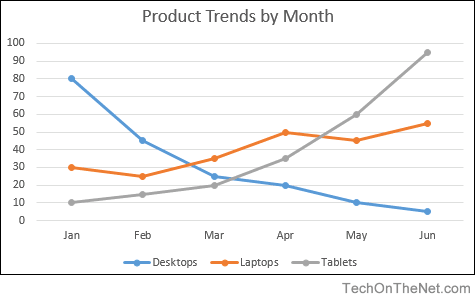 Product Trends by Month
100
90
80
70
60
50
40
30
20
10
0
Jan Feb Mar Apr May Jun
Desktops Laptops Tablets
TechOnTheNet.com